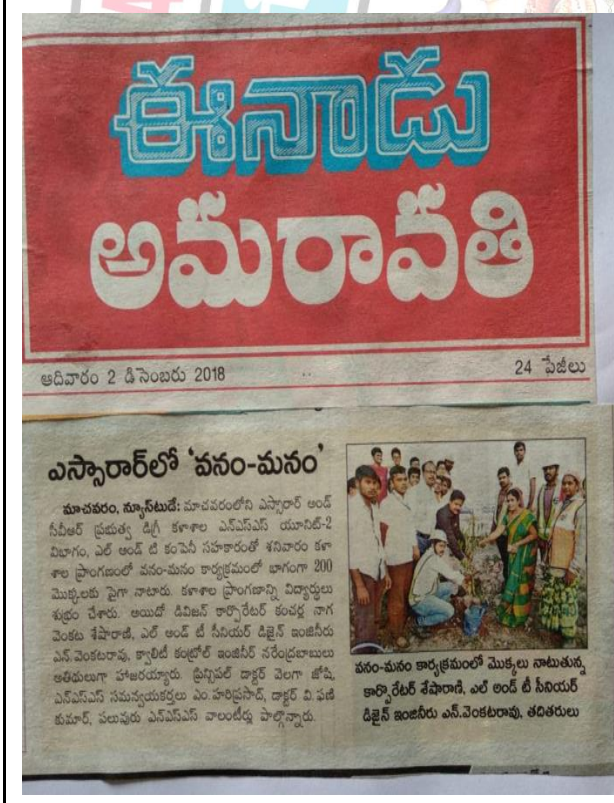 ఈనాడు
అమరావతి
ఆదివారం 2 డిసెంబరు 2018
24 పేజీలు
ఎస్సారార్‌లో 'వనం-మనం'
మాచవరం, న్యూస్‌టుడే: మాచవరంలోని ఎస్సారార్ అండ్
సీవీఆర్ ప్రభుత్వ డిగ్రీ కళాశాల ఎన్ఎస్ఎస్ యూనిట్-2
విభాగం, ఎల్ అండ్ టి కంపెనీ సహకారంతో శనివారం కళా
శాల ప్రాంగణంలో వనం-మనం కార్యక్రమంలో భాగంగా 200
మొక్కలకు పైగా నాటారు. కళాశాల ప్రాంగణాన్ని విద్యార్థులు
శుభ్రం చేశారు. అయిదో డివిజన్ కార్పొరేటర్ కంచర్ల నాగ
వెంకట శేషారాణి, ఎల్ అండ్ టీ సీనియర్ డిజైన్ ఇంజినీరు
ఎన్.వెంకటరావు, క్వాలిటీ కంట్రోల్ ఇంజినీర్ నరేంద్రబాబులు
అతిథులుగా హాజరయ్యారు. ప్రిన్సిపల్ డాక్టర్ వెలగా జోషి,
ఎన్ఎస్ఎస్ సమన్వయకర్తలు ఎం.హరిప్రసాద్, డాక్టర్ వి.ఫణి
కుమార్, పలువురు ఎన్ఎస్ఎస్ వాలంటీర్లు పాల్గొన్నారు.
వనం-మనం కార్యక్రమంలో మొక్కలు నాటుతున్న
కార్పొరేటర్ శేషారాణి, ఎల్ అండ్ టీ సీనియర్
డిజైన్ ఇంజినీరు ఎన్.వెంకటరావు, తదితరులు